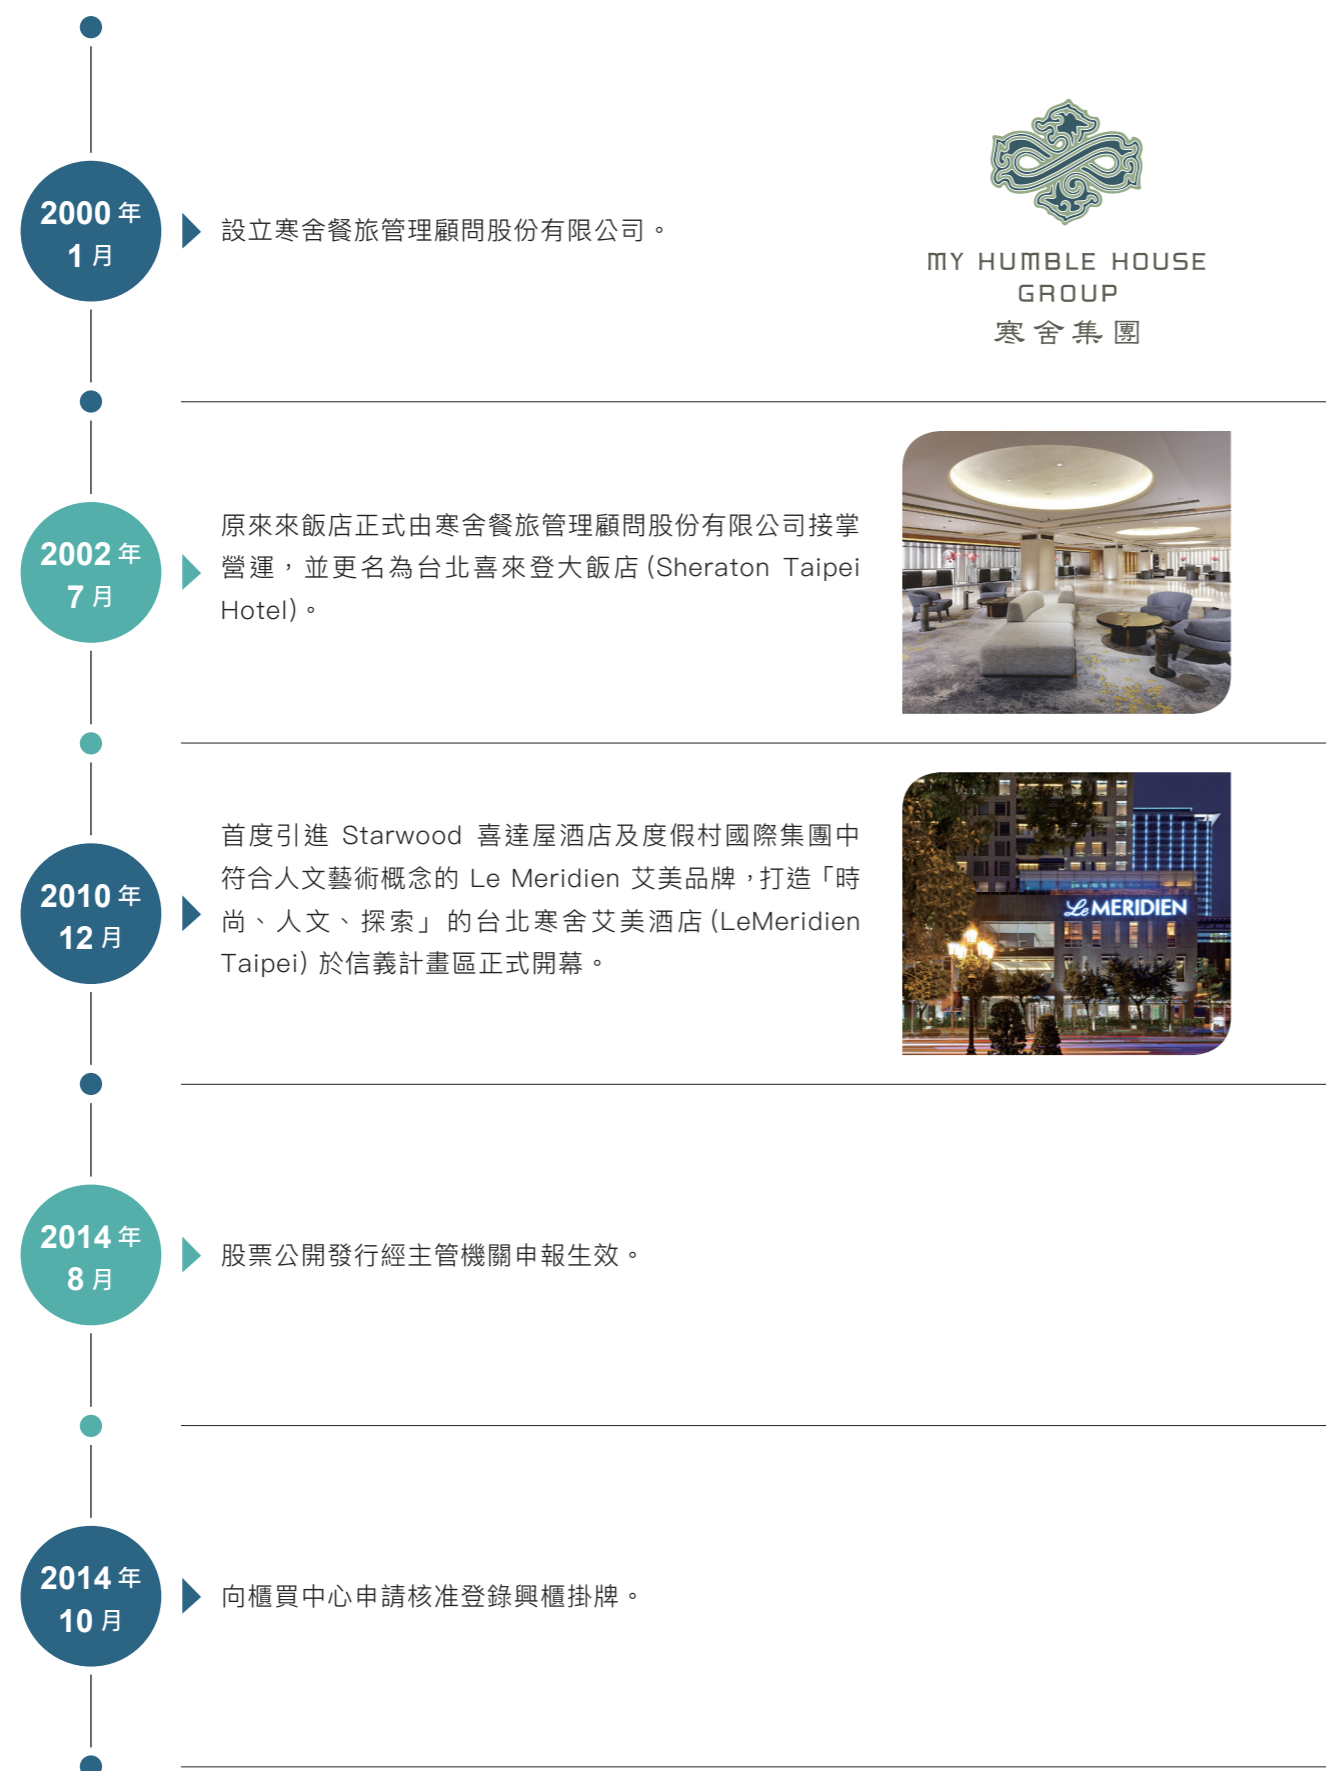 2000 年
1 月
設立寒舍餐旅管理顧問股份有限公司。
MY HUMBLE HOUSE
GROUP
寒舍集團
2002 年
7 月
原來來飯店正式由寒舍餐旅管理顧問股份有限公司接掌
營運，並更名為台北喜來登大飯店 (Sheraton Taipei
Hotel)。
2010 年
12 月
首度引進 Starwood 喜達屋酒店及度假村國際集團中
符合人文藝術概念的 Le Meridien 艾美品牌，打造「時
尚、人文、探索」的台北寒舍艾美酒店 (LeMeridien
Taipei) 於信義計畫區正式開幕。
Le MERIDIEN
2014 年
8 月
股票公開發行經主管機關申報生效。
2014 年
10 月
向櫃買中心申請核准登錄興櫃掛牌。